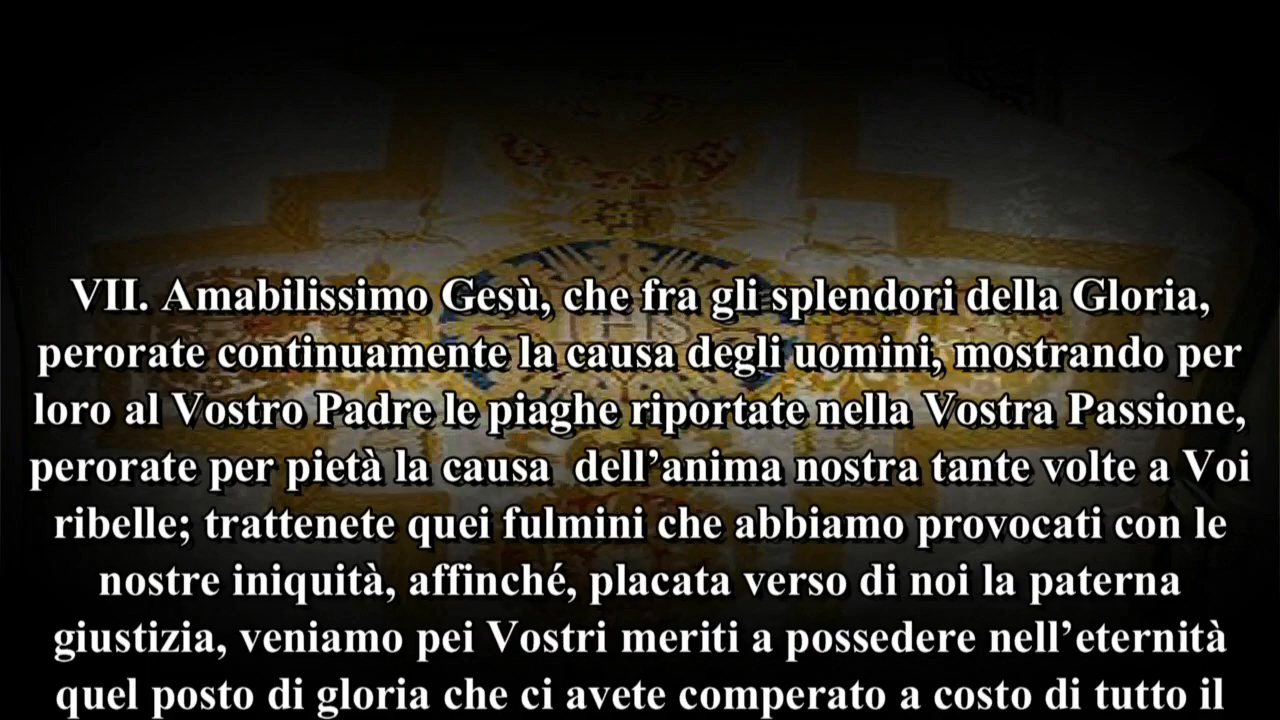 VII. Amabilissimo Gesù, che fra gli splendori della Gloria,
perorate continuamente la causa degli uomini, mostrando per
loro al Vostro Padre le piaghe riportate nella Vostra Passione,
perorate per pietà la causa  dell’anima nostra tante volte a Voi
ribelle; trattenete quei fulmini che abbiamo provocati con le
nostre iniquità, affinché, placata verso di noi la paterna
giustizia, veniamo pei Vostri meriti a possedere nell’eternità
quel posto di gloria che ci avete comperato a costo di tutto il
IHS